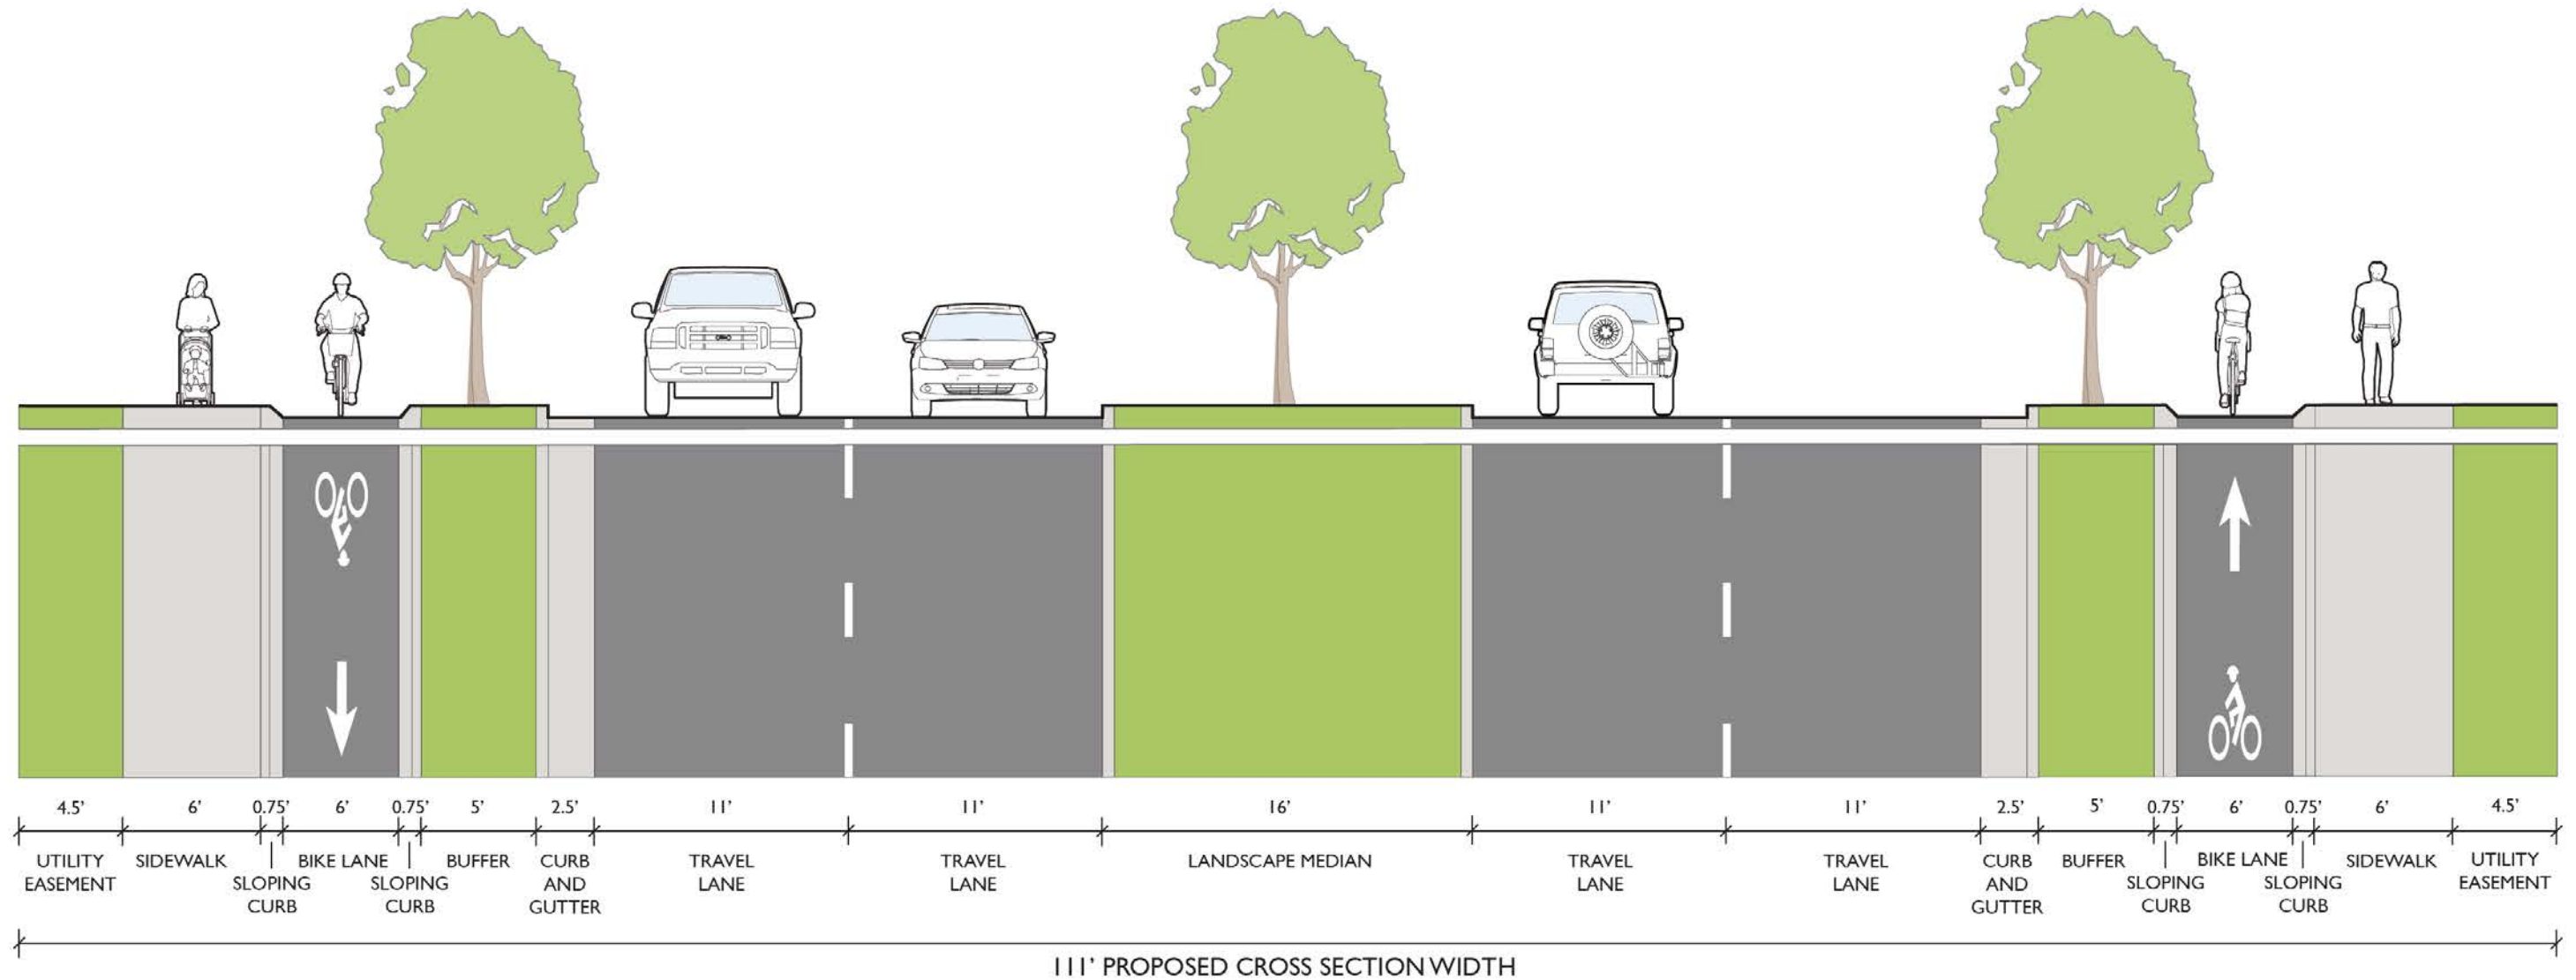 4.5' 6' 0.75' 6' 0.75' 5' 2.5' 11' 11' 16' 11' 11' 2.5' 5' 0.75' 6' 0.75' 6' 4.5'
UTILITY
EASEMENT
SIDEWALK
SLOPING
CURB
BIKE LANE
SLOPING
CURB
BUFFER
CURB
AND
GUTTER
TRAVEL
LANE
TRAVEL
LANE
LANDSCAPE MEDIAN
TRAVEL
LANE
TRAVEL
LANE
CURB
AND
GUTTER
BUFFER
SLOPING
CURB
BIKE LANE
SLOPING
CURB
SIDEWALK
UTILITY
EASEMENT
111' PROPOSED CROSS SECTION WIDTH